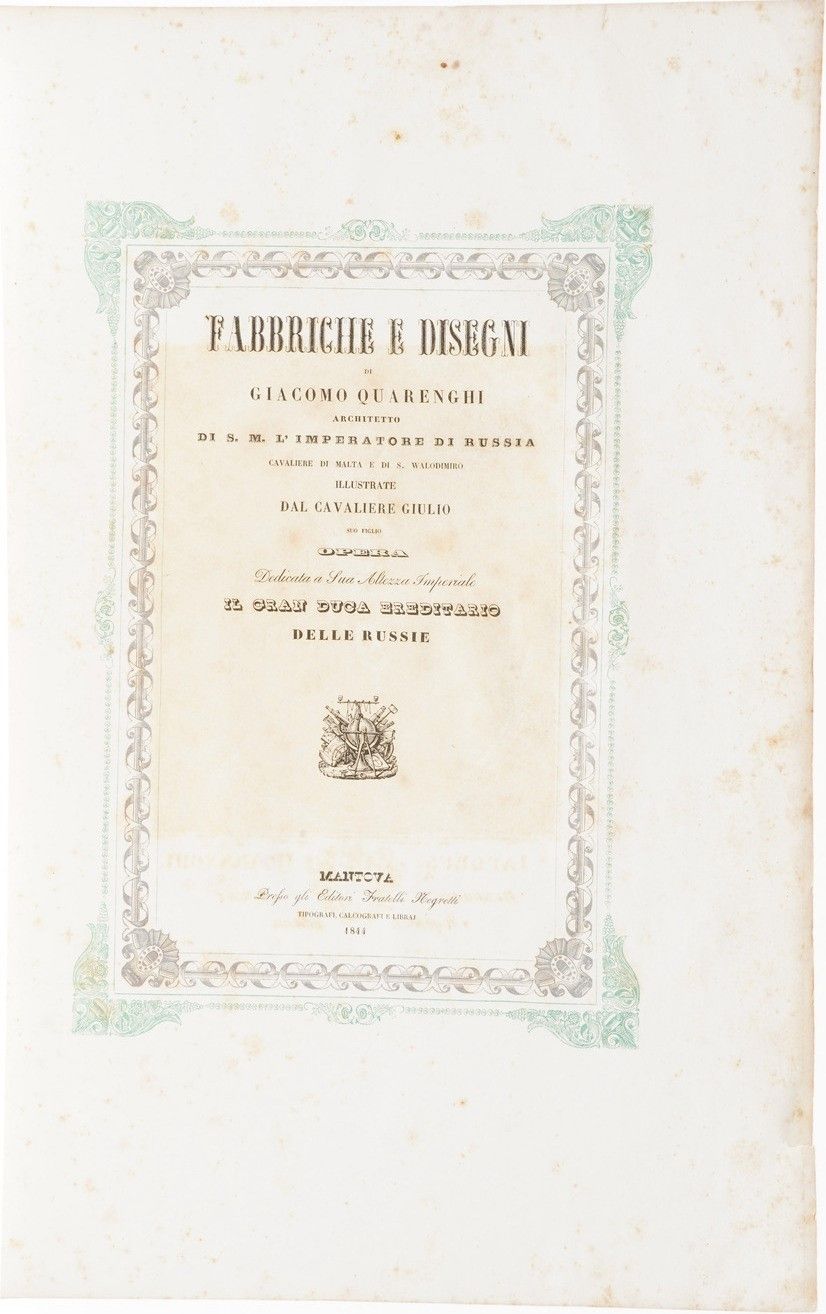 FABBRICHE E DISEGNI
DI
GIACOMO QUARENGHI
ARCHITETTO
DI S. M. L' IMPERATORE DI RUSSIA
CAVALIERE DI MALTA E DI S. WALODIMIRO
ILLUSTRATE
DAL CAVALIERE GIULIO
SUO FIGLIO
OPERA
Dedicata a Sua Altezza Imperiale
IL GRAN DUCA EREDITARIO
DELLE RUSSIE
MANTOVA
Presso gli Editori Fratelli Negretti
TIPOGRAFI, CALCOGRAFI E LIBRAJ
1844